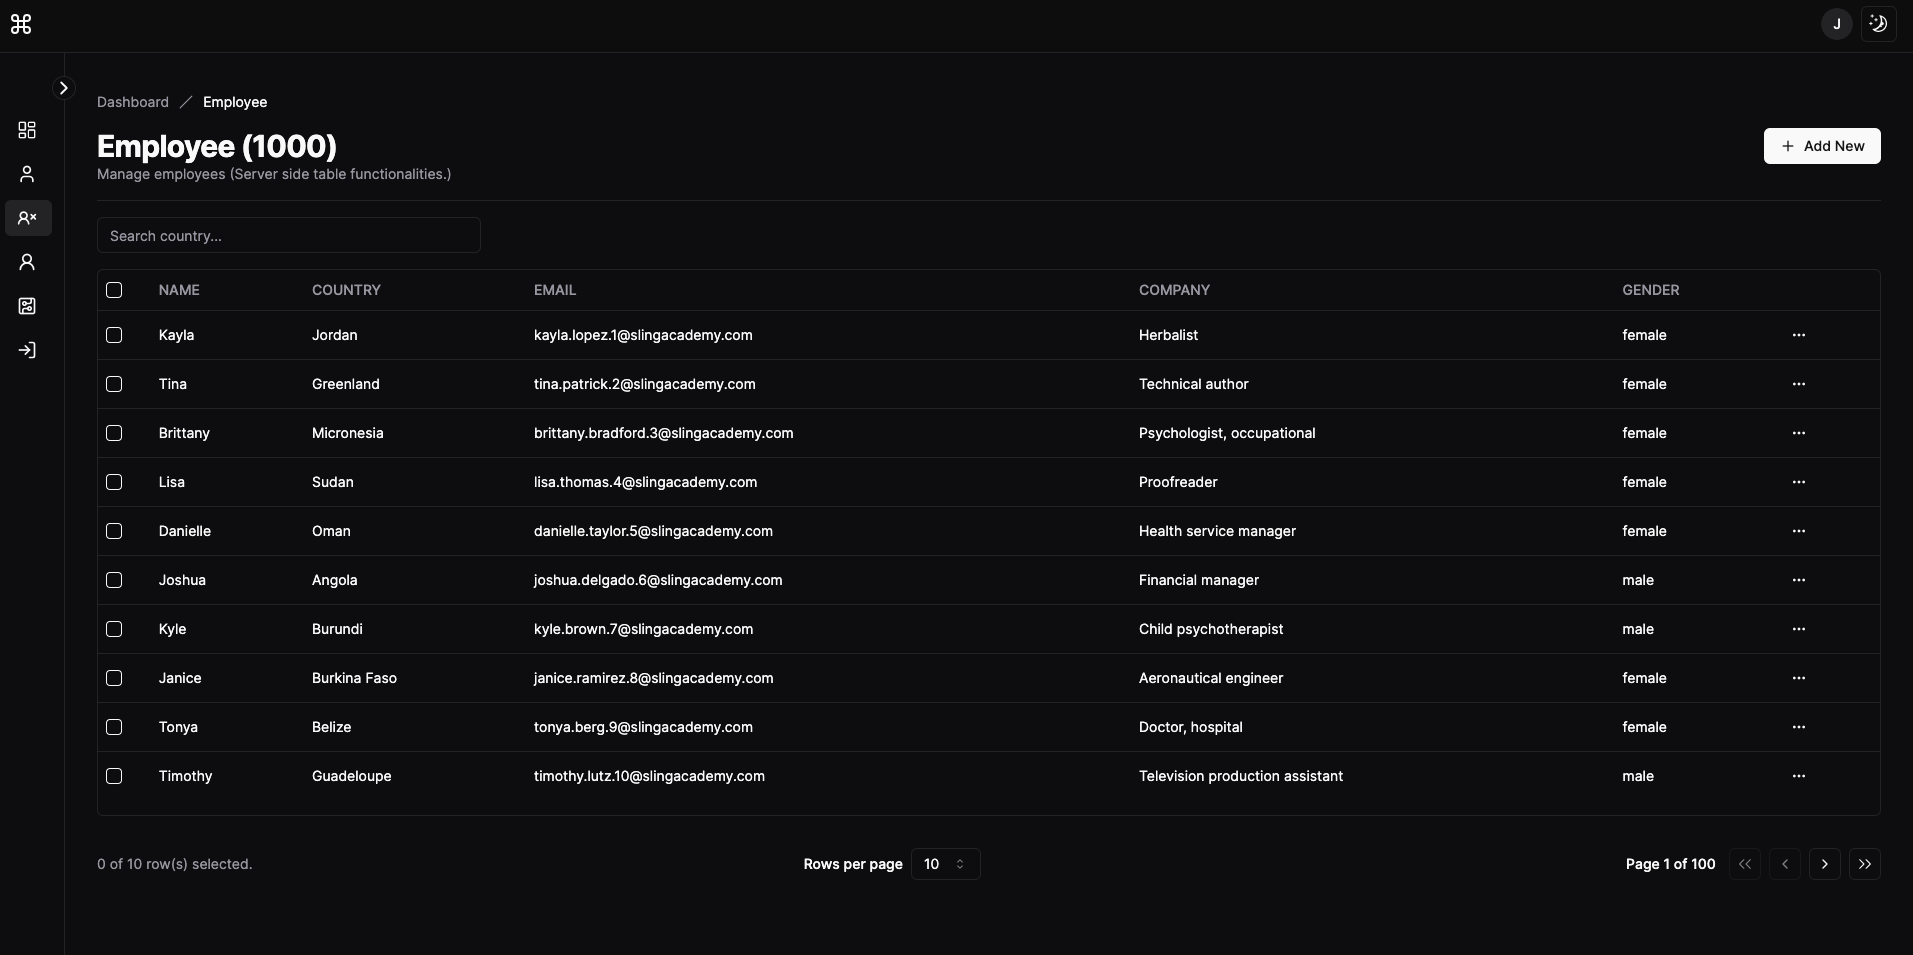 J
Dashboard / Employee
Employee (1000)
Manage employees (Server side table functionalities.)
+ Add New
Search country...
NAME COUNTRY EMAIL COMPANY GENDER
Kayla Jordan kayla.lopez.1@slingacademy.com Herbalist female ...
Tina Greenland tina.patrick.2@slingacademy.com Technical author female ...
Brittany Micronesia brittany.bradford.3@slingacademy.com Psychologist, occupational female ...
Lisa Sudan lisa.thomas.4@slingacademy.com Proofreader female ...
Danielle Oman danielle.taylor.5@slingacademy.com Health service manager female ...
Joshua Angola joshua.delgado.6@slingacademy.com Financial manager male ...
Kyle Burundi kyle.brown.7@slingacademy.com Child psychotherapist male ...
Janice Burkina Faso janice.ramirez.8@slingacademy.com Aeronautical engineer female ...
Tonya Belize tonya.berg.9@slingacademy.com Doctor, hospital female ...
Timothy Guadeloupe timothy.lutz.10@slingacademy.com Television production assistant male ...
0 of 10 row(s) selected. Rows per page 10 Page 1 of 100